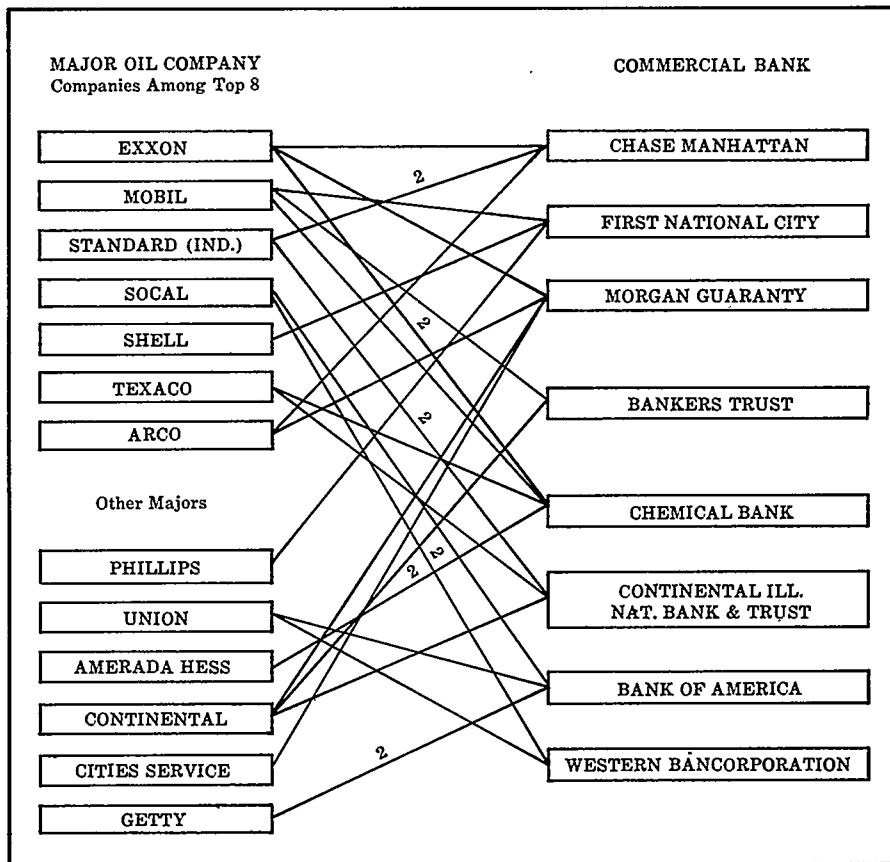 MAJOR OIL COMPANY
Companies Among Top 8
COMMERCIAL BANK
EXXON
MOBIL
STANDARD (IND.)
SOCAL
SHELL
TEXACO
ARCO
Other Majors
PHILLIPS
UNION
AMERADA HESS
CONTINENTAL
CITIES SERVICE
GETTY
CHASE MANHATTAN
FIRST NATIONAL CITY
MORGAN GUARANTY
BANKERS TRUST
CHEMICAL BANK
CONTINENTAL ILL.
NAT. BANK & TRUST
BANK OF AMERICA
WESTERN BANCORPORATION
2
2
2
2
2
2